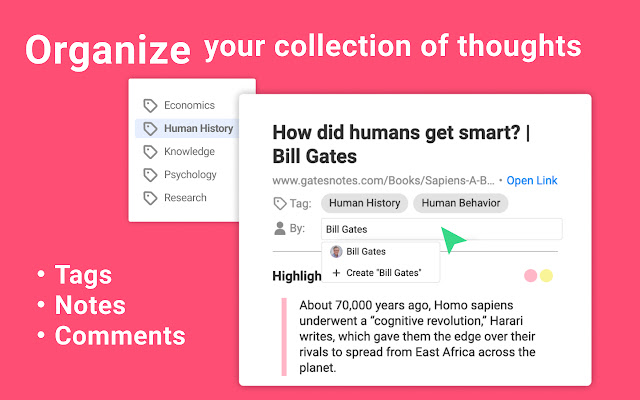 Organize your collection of thoughts
Economics
Human History
Knowledge
Psychology
Research
How did humans get smart? |
Bill Gates
www.gatesnotes.com/Books/Sapiens-A-B... • Open Link
Tag: Human History Human Behavior
By: Bill Gates
Bill Gates
+ Create "Bill Gates"
Highligh
About 70,000 years ago, Homo sapiens
underwent a “cognitive revolution,” Harari
writes, which gave them the edge over their
rivals to spread from East Africa across the
planet.
• Tags
• Notes
• Comments